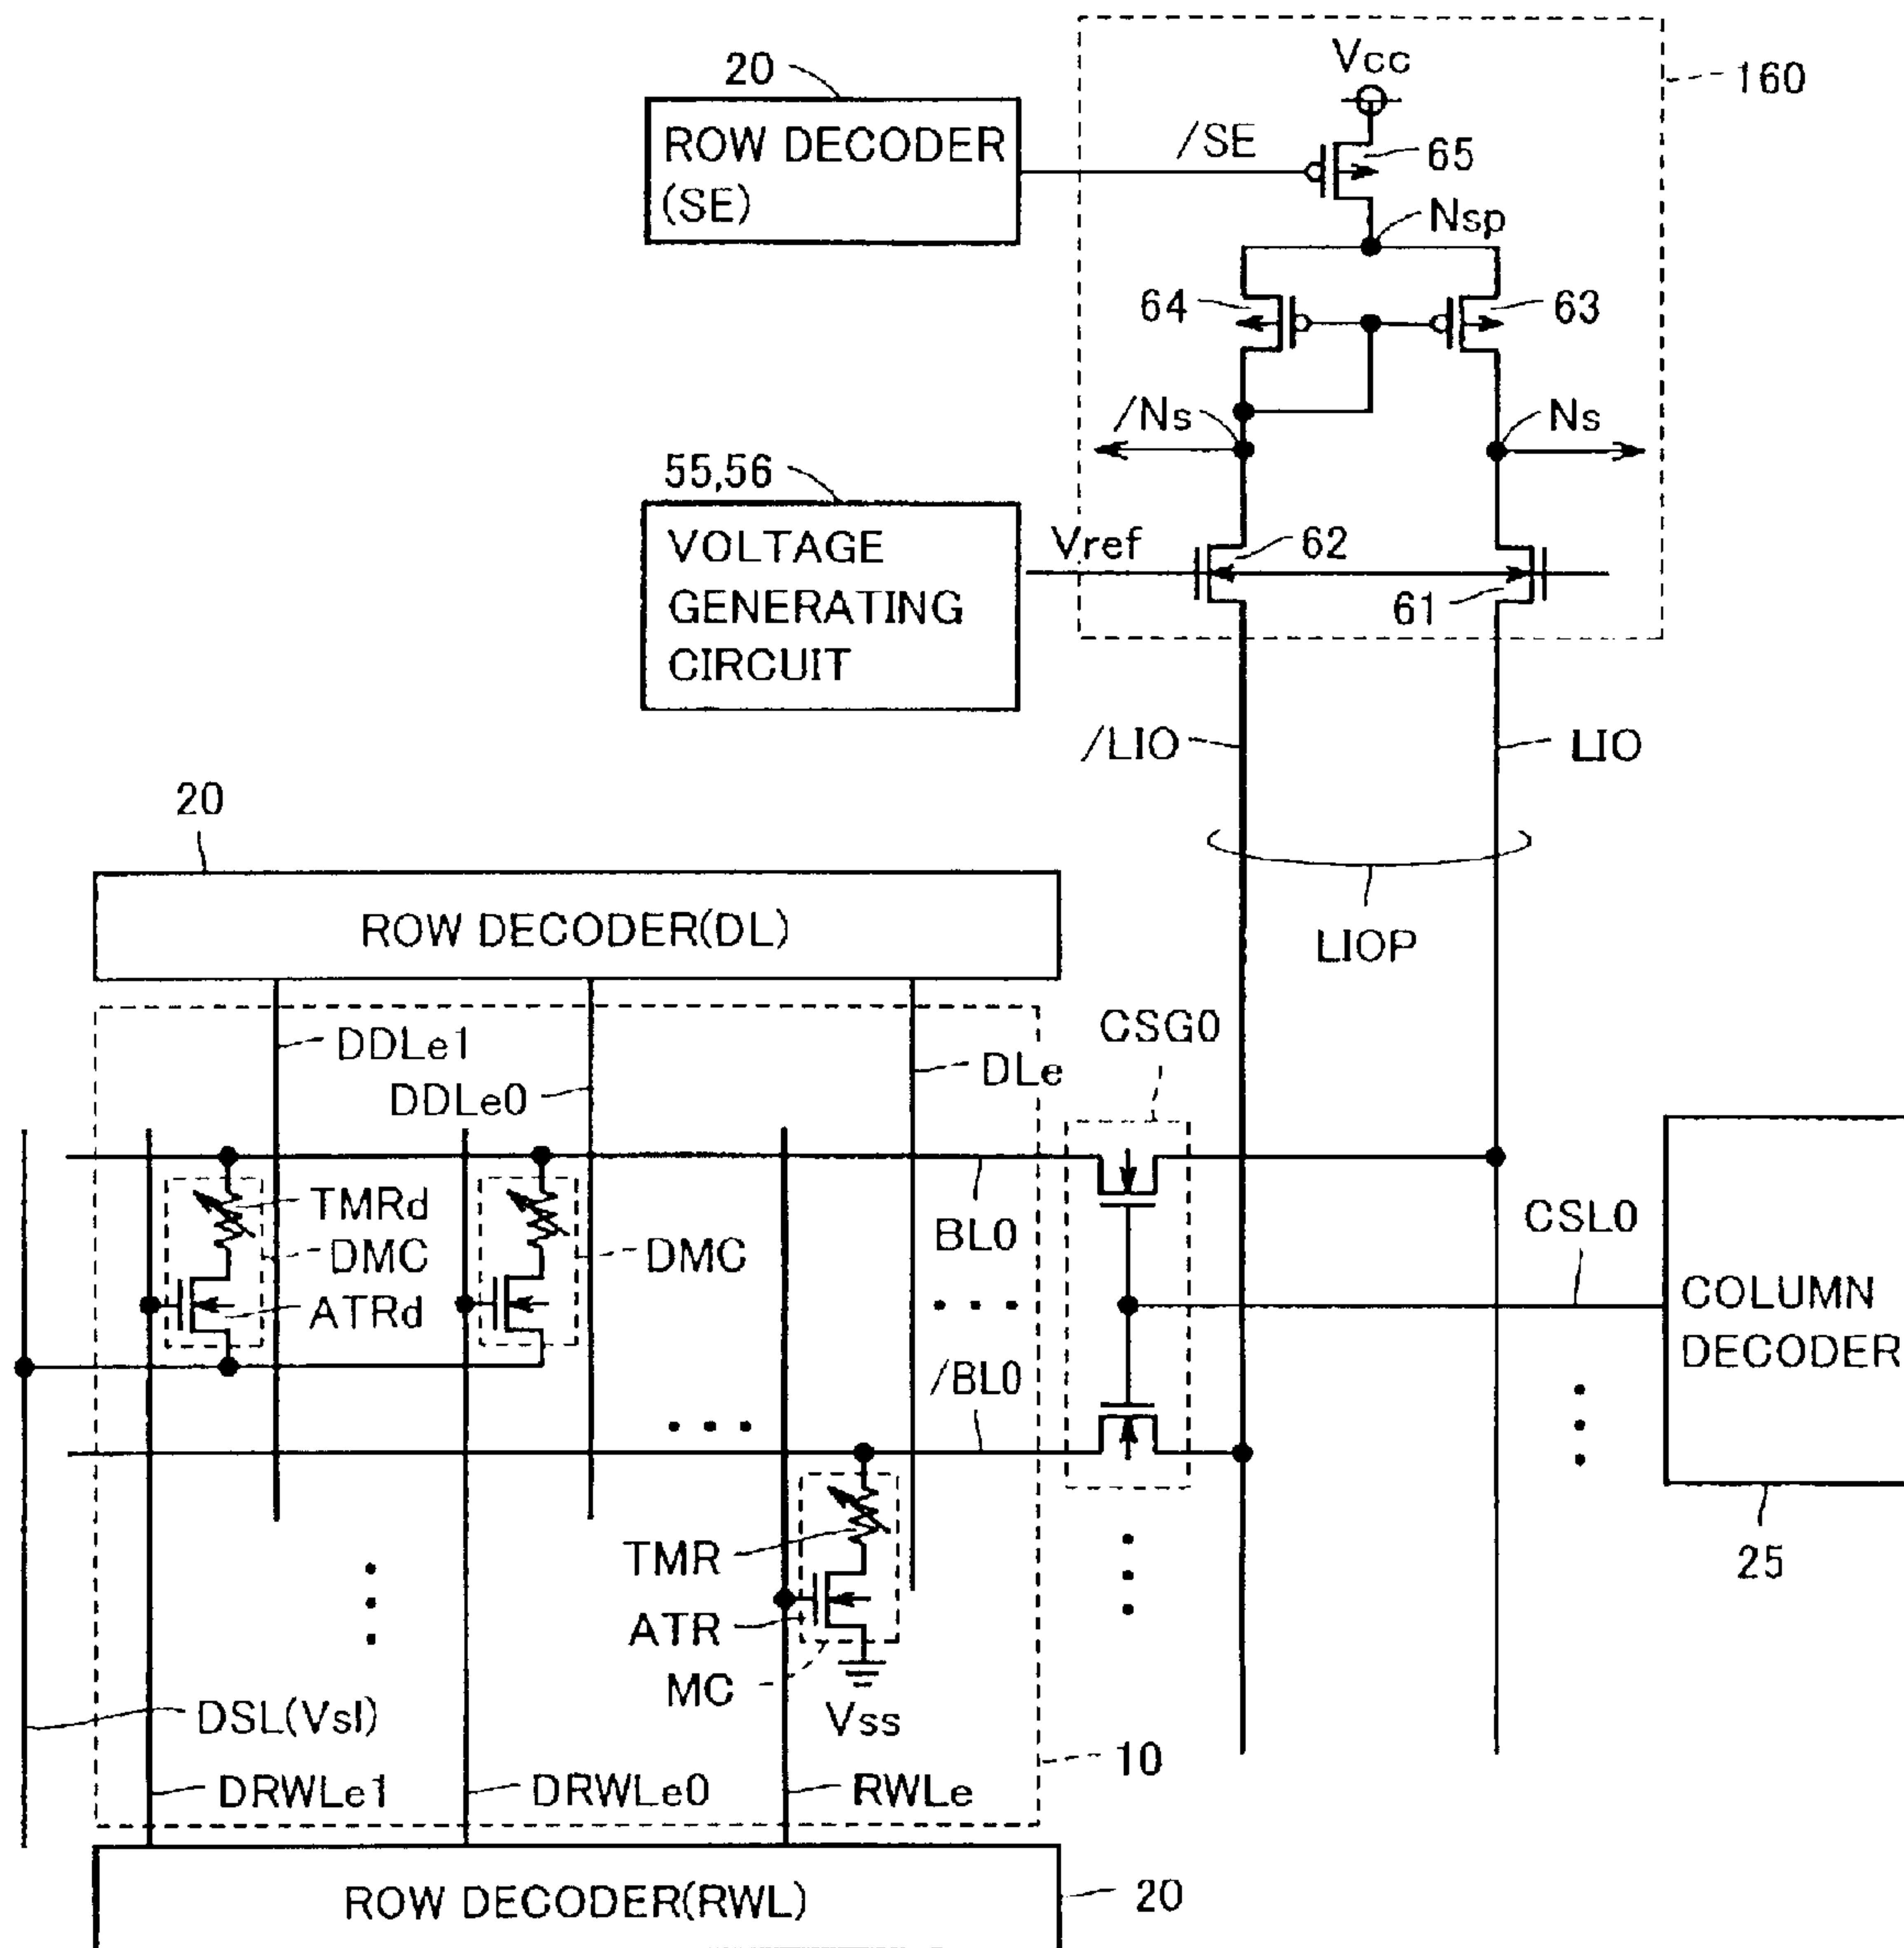 Vcc
160
20
ROW DECODER
(SE)
/SE
65
Nsp
64
63
/Ns
Ns
55,56
VOLTAGE
GENERATING
CIRCUIT
Vref
62
61
/LIO
LIO
LIOP
20
ROW DECODER(DL)
CSG0
DDLe1
DDLe0
DLe
TMRd
DMC
DMC
ATRd
BL0
CSL0
COLUMN
DECODER
/BL0
25
TMR
ATR
MC
Vss
DSL(Vsl)
10
DRWLe1
DRWLe0
RWLe
ROW DECODER(RWL)
20